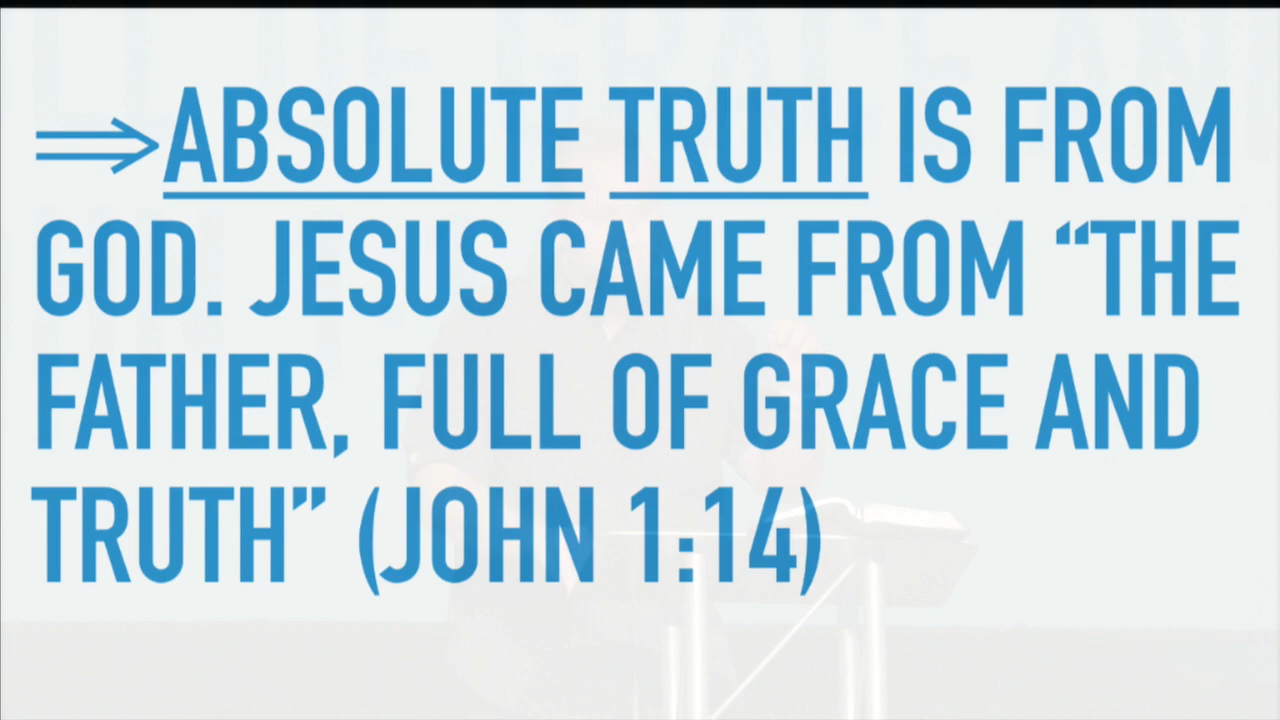 ⇒ABSOLUTE TRUTH IS FROM
GOD. JESUS CAME FROM “THE
FATHER, FULL OF GRACE AND
TRUTH” (JOHN 1:14)